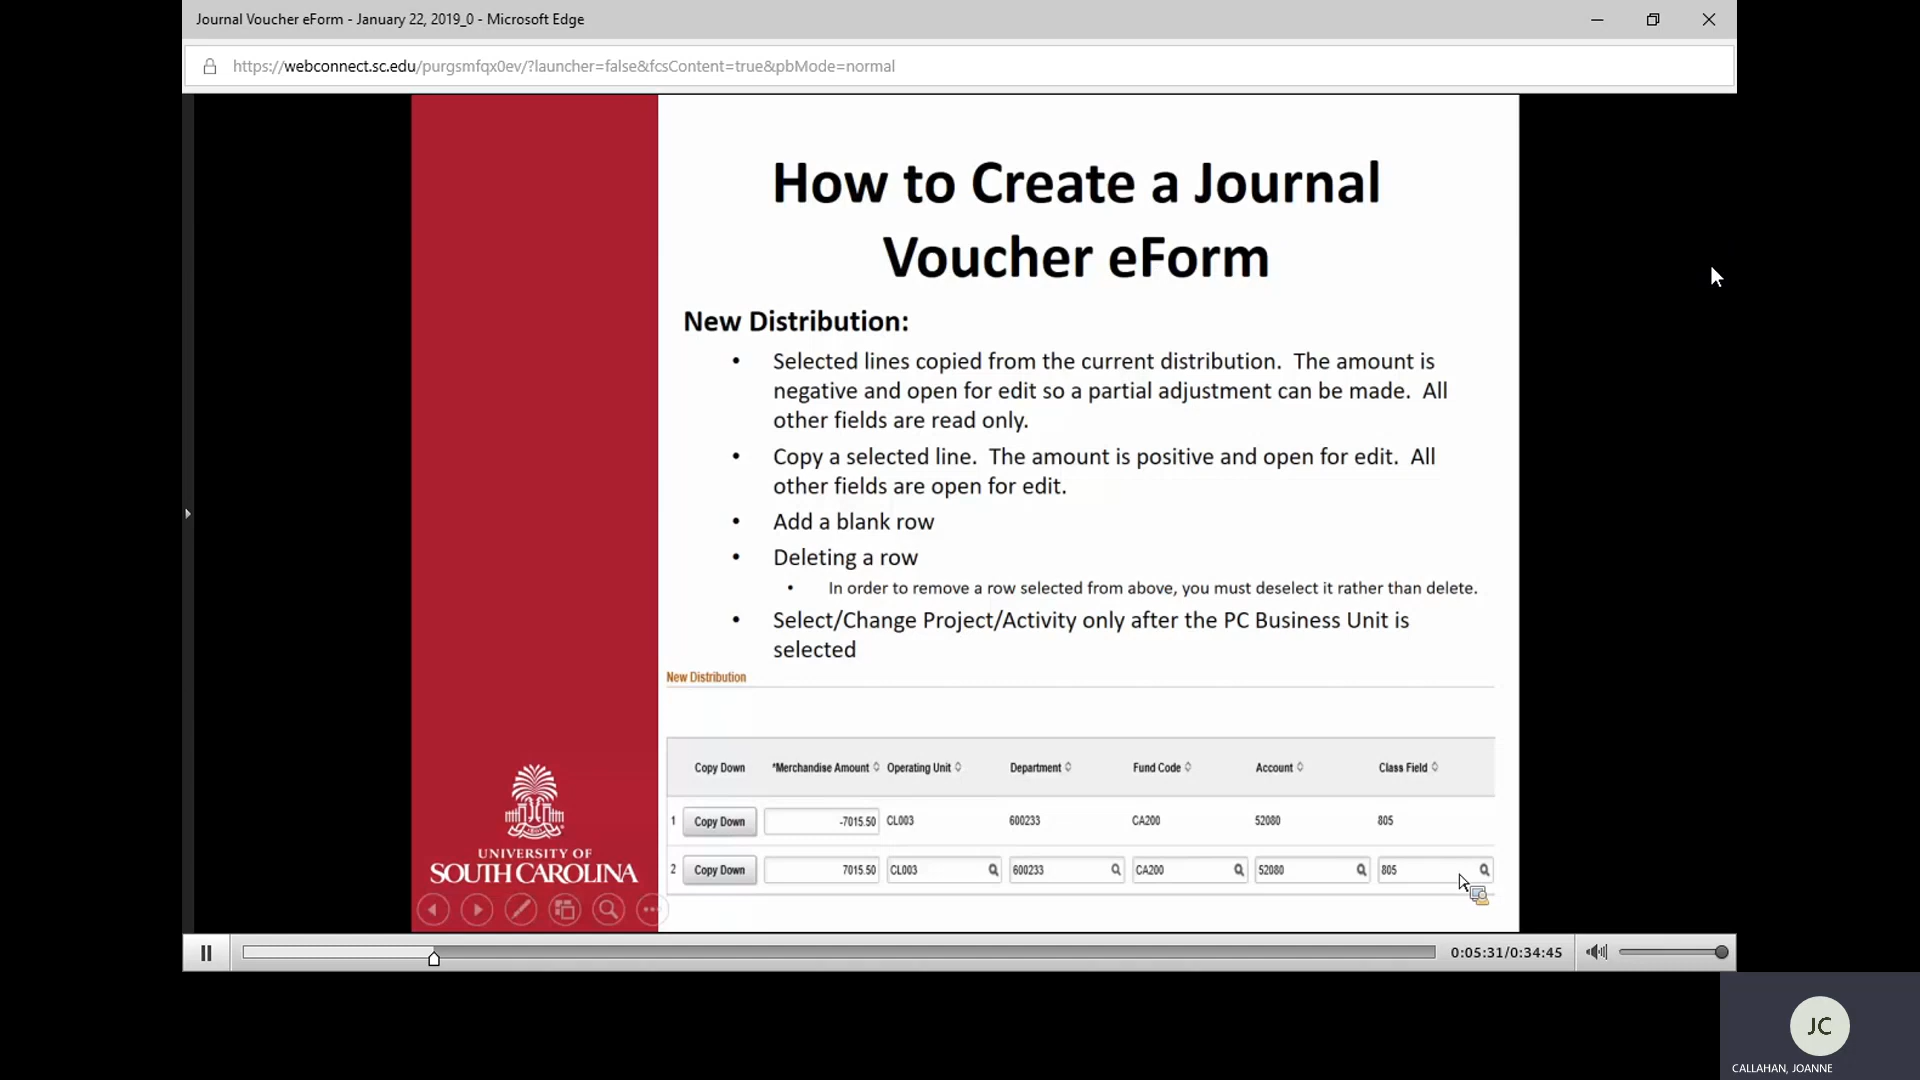 Journal Voucher eForm - January 22, 2019_0 - Microsoft Edge
https://webconnect.sc.edu/purgsmfqx0ev/?launcher=false&fcsContent=true&pbMode=normal
How to Create a Journal
Voucher eForm
New Distribution:
• Selected lines copied from the current distribution. The amount is
negative and open for edit so a partial adjustment can be made. All
other fields are read only.
• Copy a selected line. The amount is positive and open for edit. All
other fields are open for edit.
• Add a blank row
• Deleting a row
• In order to remove a row selected from above, you must deselect it rather than delete.
• Select/Change Project/Activity only after the PC Business Unit is
selected
New Distribution
Copy Down *Merchandise Amount Operating Unit Department Fund Code Account Class Field
1 Copy Down -7015.50 CL003 600233 CA200 52080 805
2 Copy Down 7015.50 CL003 600233 CA200 52080 805
UNIVERSITY OF
SOUTH CAROLINA
0:05:31/0:34:45
JC
CALLAHAN, JOANNE